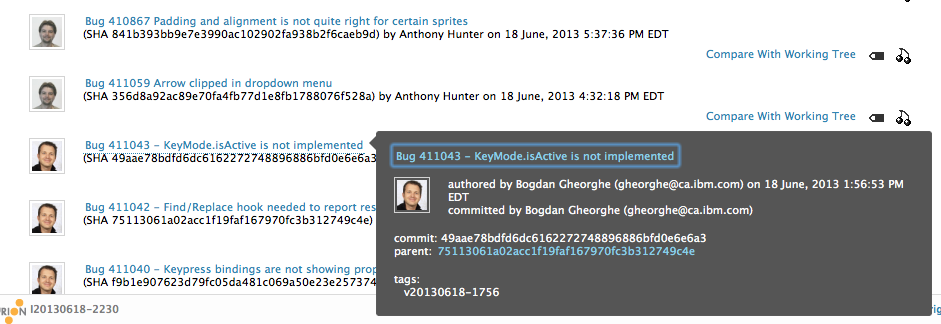 Bug 410867 Padding and alignment is not quite right for certain sprites
(SHA 841b393bb9e7e3990ac102902fa938b2f6caeb9d) by Anthony Hunter on 18 June, 2013 5:37:36 PM EDT
Compare With Working Tree
Bug 411059 Arrow clipped in dropdown menu
(SHA 356d8a92ac89e70fa4fb77d1e8fb1788076f528a) by Anthony Hunter on 18 June, 2013 4:32:18 PM EDT
Compare With Working Tree
Bug 411043 - KeyMode.isActive is not implemented
(SHA 49aae78bdfd6dc6162272748896886bfd0e6e6a3
Bug 411043 - KeyMode.isActive is not implemented
authored by Bogdan Gheorghe (gheorghe@ca.ibm.com) on 18 June, 2013 1:56:53 PM
EDT
committed by Bogdan Gheorghe (gheorghe@ca.ibm.com)
commit: 49aae78bdfd6dc6162272748896886bfd0e6e6a3
parent: 75113061a02acc1f19faf167970fc3b312749c4e
tags:
v20130618-1756
Bug 411042 - Find/Replace hook needed to report res
(SHA 75113061a02acc1f19faf167970fc3b312749c4e)
Bug 411040 - Keypress bindings are not showing prop
(SHA f9b1e907623d79fc05da481c069a50e23e257374
RION I20130618-2230